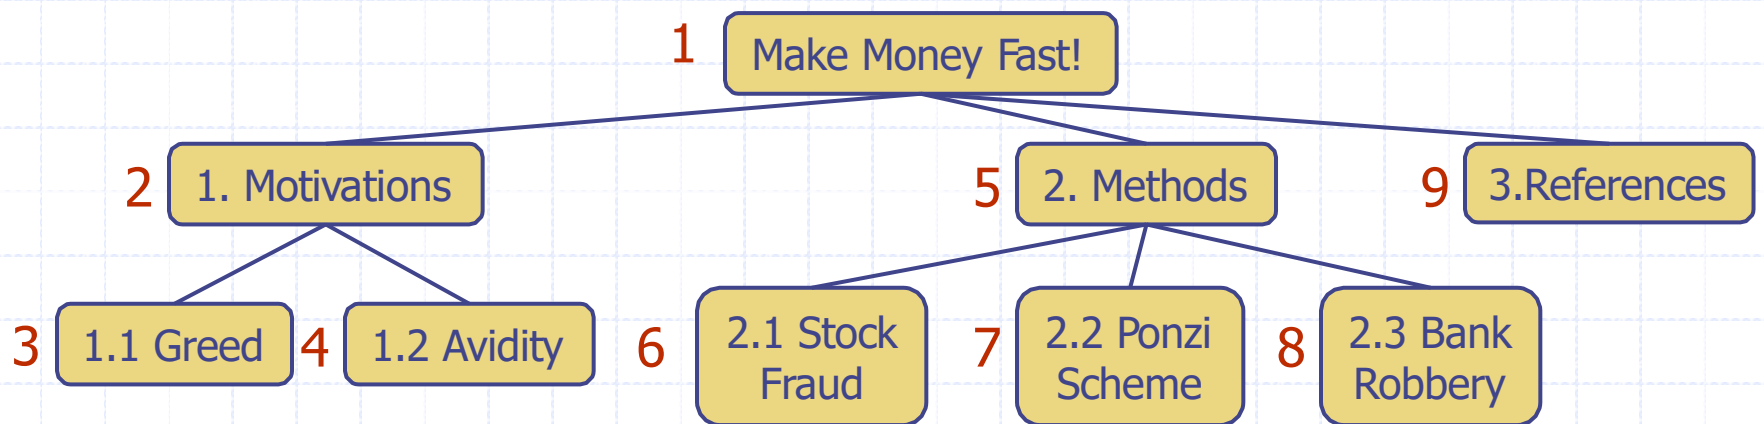 1 Make Money Fast!
2 1. Motivations 5 2. Methods 9 3.References
3 1.1 Greed 4 1.2 Avidity 6 2.1 Stock Fraud 7 2.2 Ponzi Scheme 8 2.3 Bank Robbery